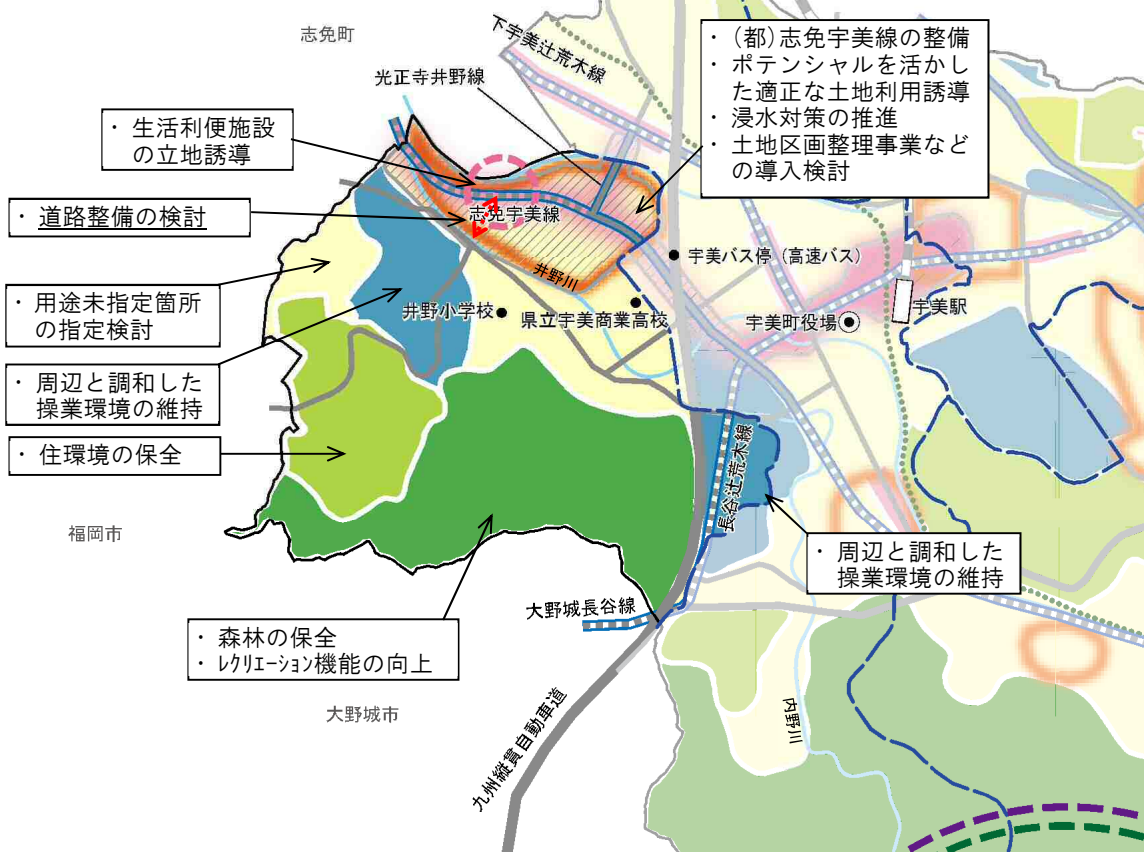 志免町
下宇美辻荒木線
光正寺井野線
・(都)志免宇美線の整備
・ポテンシャルを活かし
た適正な土地利用誘導
・浸水対策の推進
・土地区画整理事業など
の導入検討
・生活利便施設
の立地誘導
・道路整備の検討
志免宇美線
宇美バス停（高速バス）
井野川
・用途未指定箇所
の指定検討
井野小学校
県立宇美商業高校
宇美町役場
宇美駅
・周辺と調和した
操業環境の維持
・住環境の保全
長谷辻荒木線
福岡市
・周辺と調和した
操業環境の維持
大野城長谷線
・森林の保全
・ﾚｸﾘｴｰｼｮﾝ機能の向上
大野城市
内野川
九州縦貫自動車道